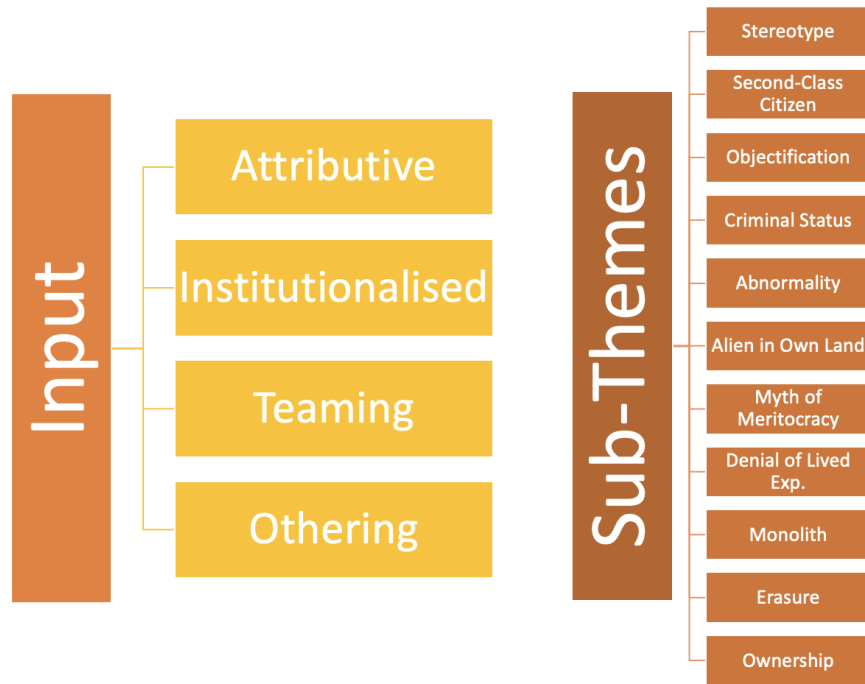 Input
Attributive
Institutionalised
Teaming
Othering
Sub-Themes
Stereotype
Second-Class
Citizen
Objectification
Criminal Status
Abnormality
Alien in Own Land
Myth of
Meritocracy
Denial of Lived
Exp.
Monolith
Erasure
Ownership